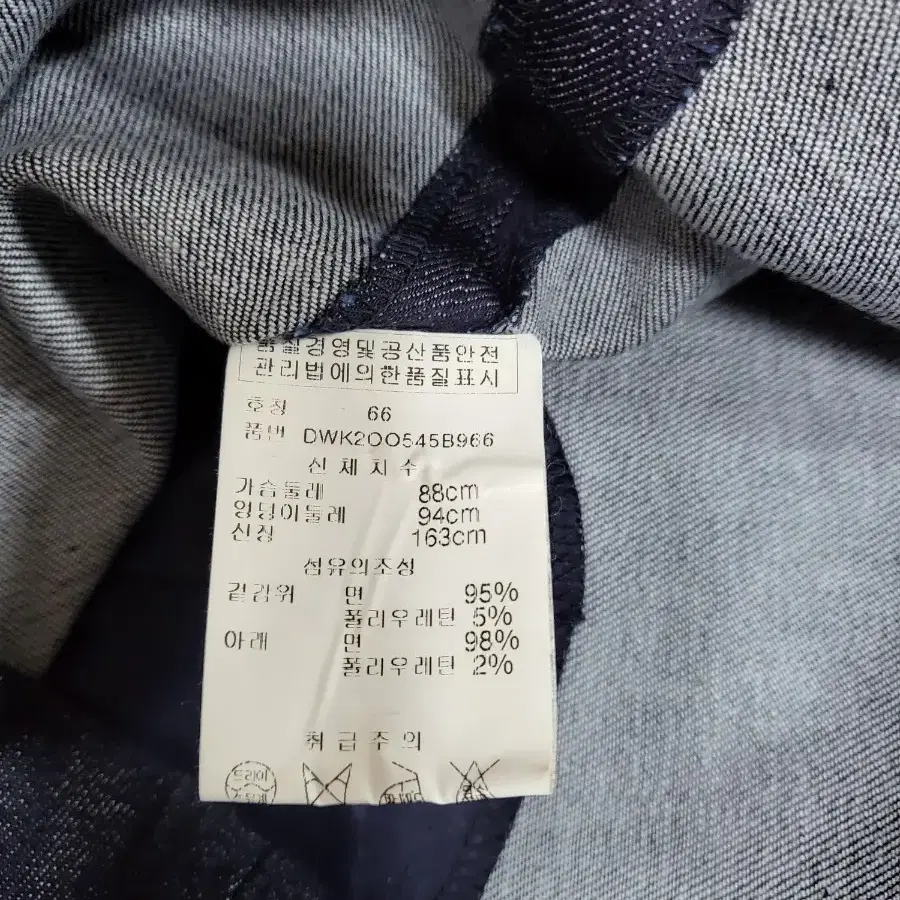 품질경영및공산품안전
관리법에의한품질표시
호칭 66
품번 DWK2OO545B966
신체치수
가슴둘레 88cm
엉덩이둘레 94cm
신장 163cm
섬유의조성
겉감위 면 95%
폴리우레탄 5%
아래 면 98%
폴리우레탄 2%
취급주의
드라이